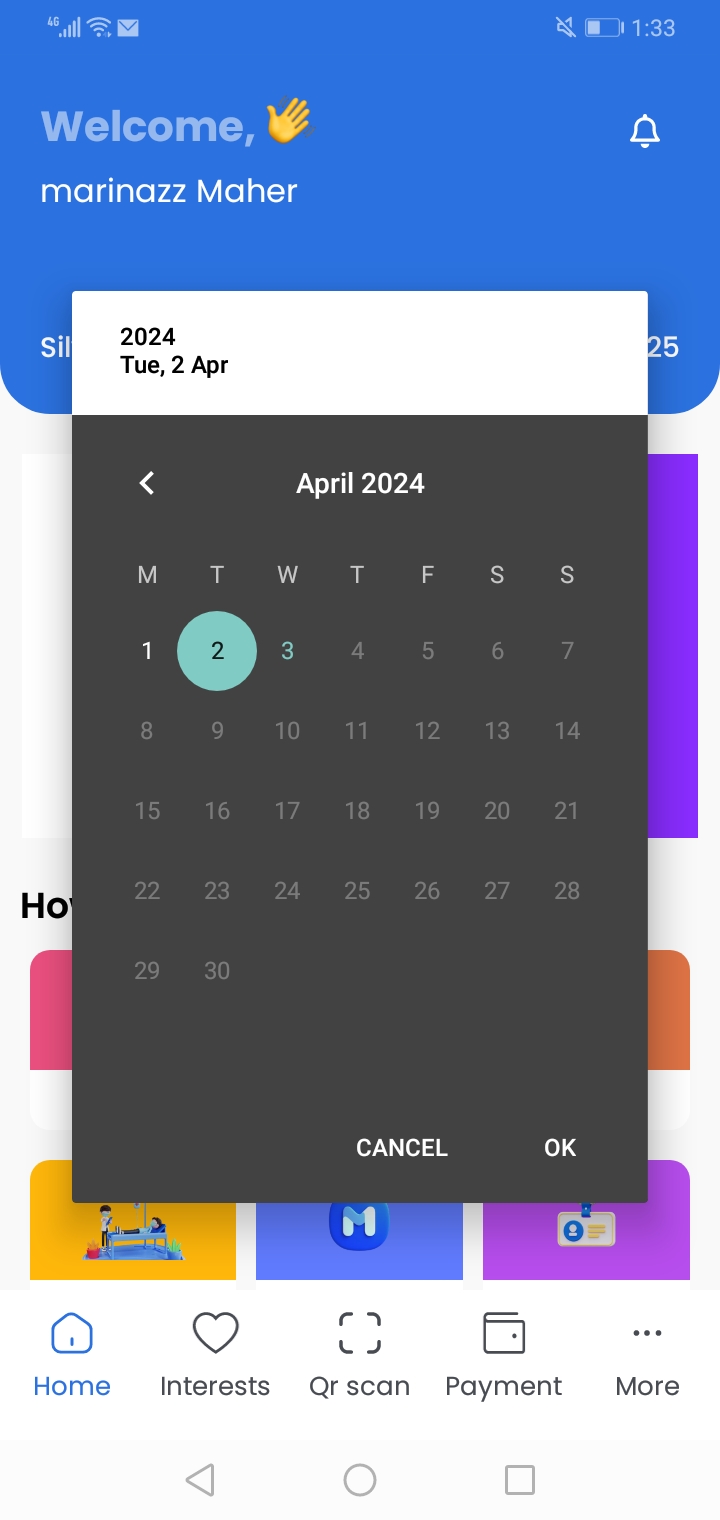 4G 1:33
Welcome, 👋
marinazz Maher
2024
Tue, 2 Apr
Sil 25
April 2024
M T W T F S S
1 2 3 4 5 6 7
8 9 10 11 12 13 14
15 16 17 18 19 20 21
22 23 24 25 26 27 28
29 30
CANCEL OK
Home Interests Qr scan Payment More